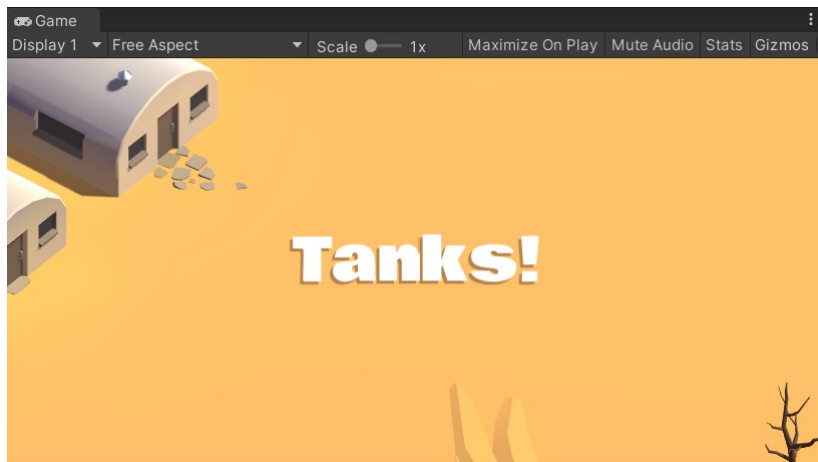 Game
Display 1 Free Aspect Scale 1x Maximize On Play Mute Audio Stats Gizmos
Tanks!